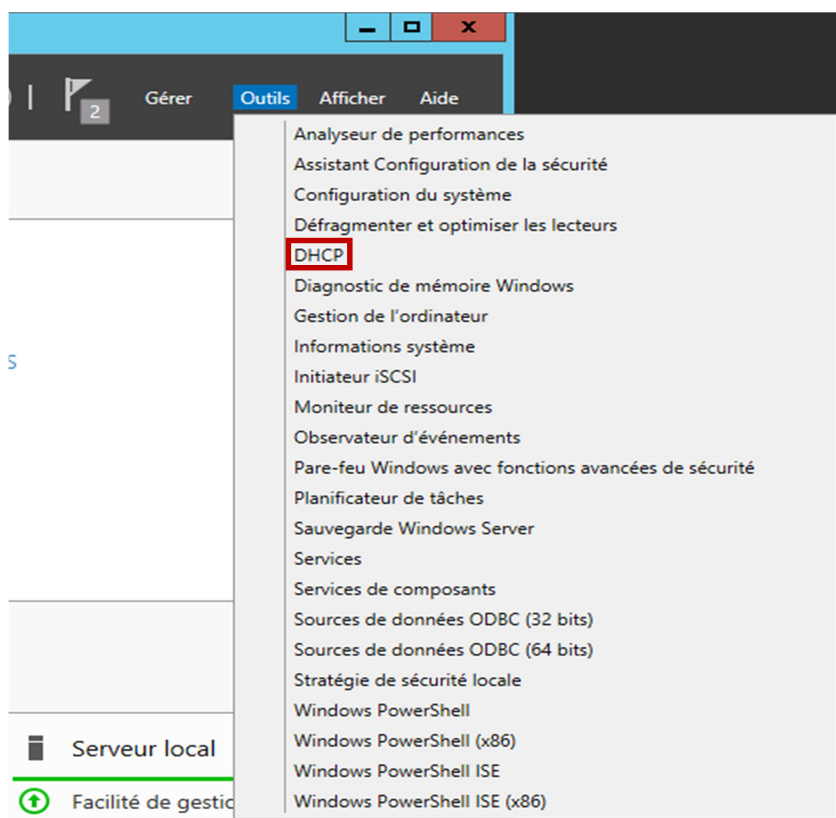 Gérer Outils Afficher Aide
2
Analyseur de performances
Assistant Configuration de la sécurité
Configuration du système
Défragmenter et optimiser les lecteurs
DHCP
Diagnostic de mémoire Windows
Gestion de l'ordinateur
Informations système
Initiateur iSCSI
Moniteur de ressources
Observateur d'événements
Pare-feu Windows avec fonctions avancées de sécurité
Planificateur de tâches
Sauvegarde Windows Server
Services
Services de composants
Sources de données ODBC (32 bits)
Sources de données ODBC (64 bits)
Stratégie de sécurité locale
Windows PowerShell
Windows PowerShell (x86)
Windows PowerShell ISE
Windows PowerShell ISE (x86)
Serveur local
Facilité de gestic